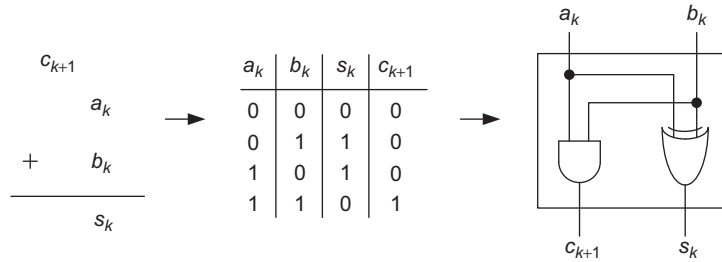 c_{k+1}
a_k
+ b_k
s_k
a_k b_k s_k c_{k+1}
0 0 0 0
0 1 1 0
1 0 1 0
1 1 0 1
a_k b_k
c_{k+1} s_k